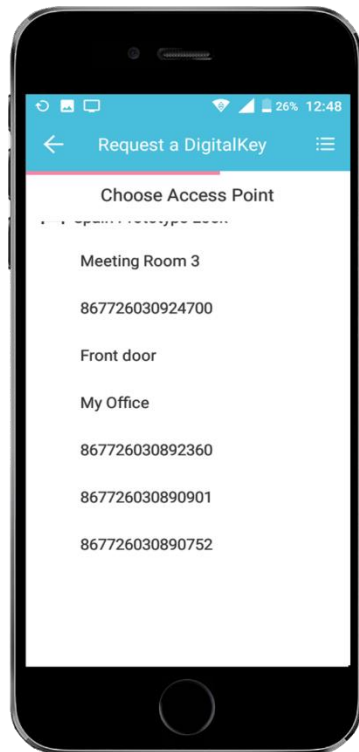 26% 12:48
Request a DigitalKey
Choose Access Point
Meeting Room 3
867726030924700
Front door
My Office
867726030892360
867726030890901
867726030890752